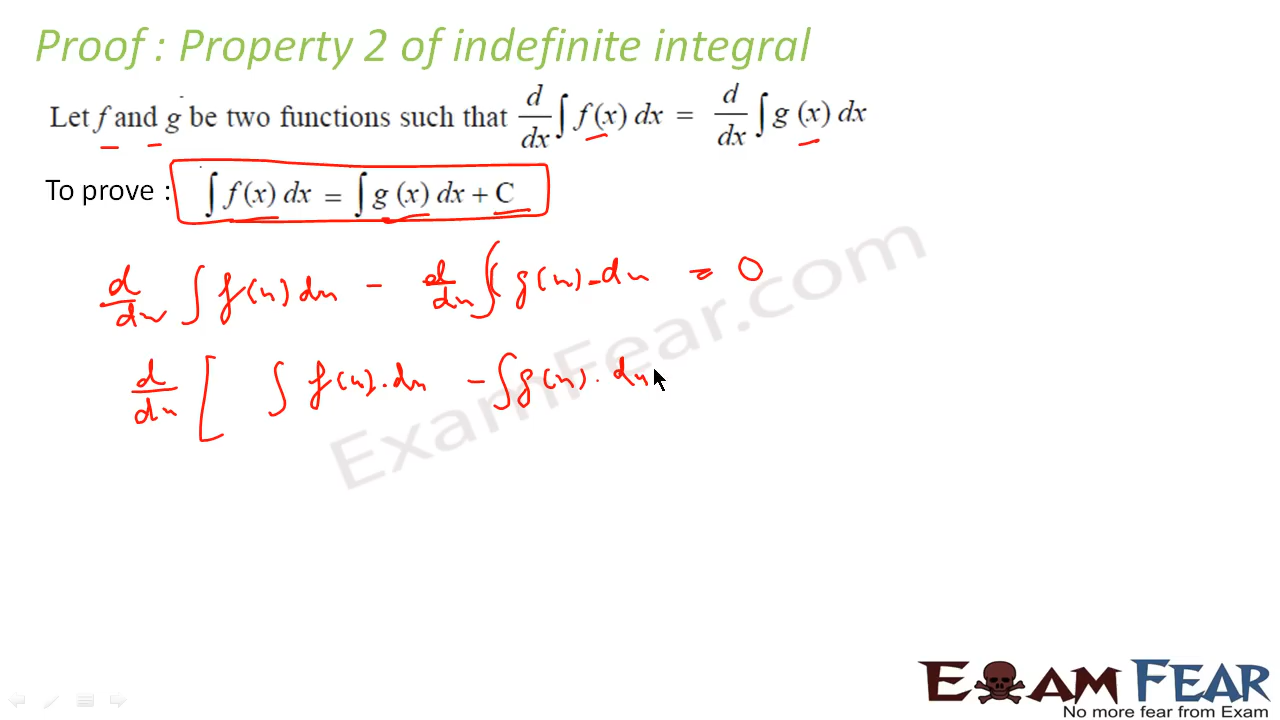 Proof : Property 2 of indefinite integral
Let f and g be two functions such that d/dx ∫ f(x) dx = d/dx ∫ g (x) dx
To prove : ∫ f(x) dx = ∫ g (x) dx + C
d/dx ∫ f(x) dx - d/dx ∫ g(x) . dx = 0
d/dx [ ∫ f(x) . dx - ∫ g(x) . dx
ExamFear.com
EXAM FEAR
No more fear from Exam